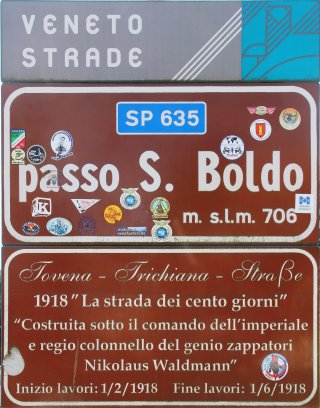 VENETO
STRADE
SP 635
passo S. Boldo
m. s.l.m. 706
Tovena - Trichiana - Straße
1918 "La strada dei cento giorni"
"Costruita sotto il comando dell'imperiale
e regio colonnello del genio zappatori
Nikolaus Waldmann"
Inizio lavori: 1/2/1918 Fine lavori: 1/6/1918